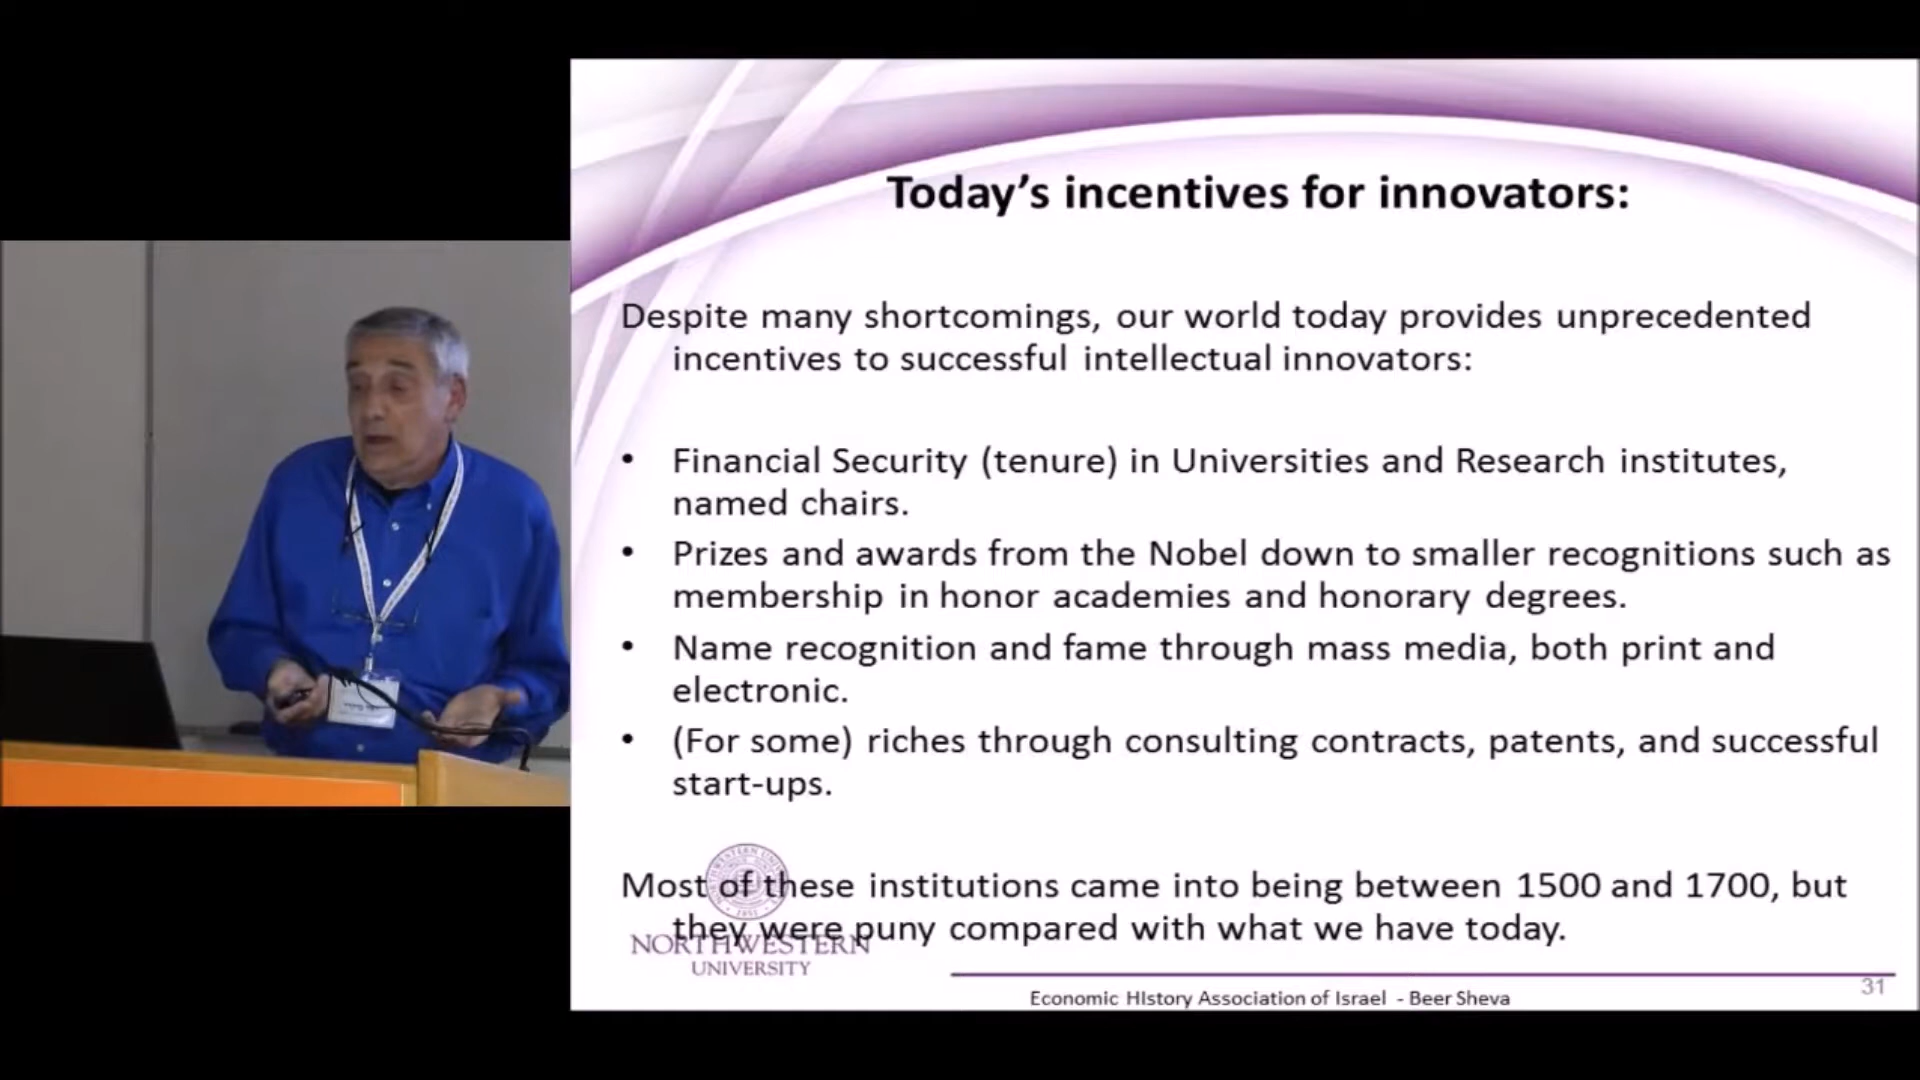 Today's incentives for innovators:
Despite many shortcomings, our world today provides unprecedented
incentives to successful intellectual innovators:
• Financial Security (tenure) in Universities and Research institutes,
named chairs.
• Prizes and awards from the Nobel down to smaller recognitions such as
membership in honor academies and honorary degrees.
• Name recognition and fame through mass media, both print and
electronic.
• (For some) riches through consulting contracts, patents, and successful
start-ups.
Most of these institutions came into being between 1500 and 1700, but
they were puny compared with what we have today.
NORTHWESTERN
UNIVERSITY
Economic HIstory Association of Israel - Beer Sheva
31